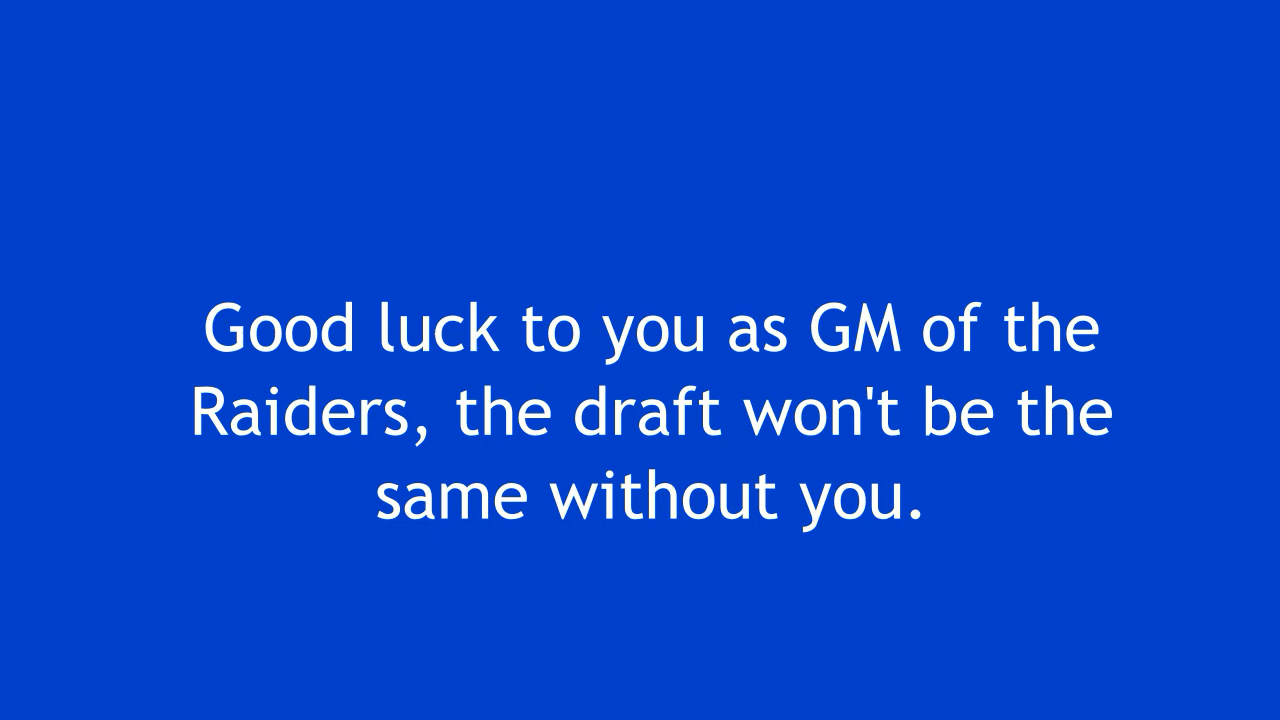 Good luck to you as GM of the
Raiders, the draft won't be the
same without you.